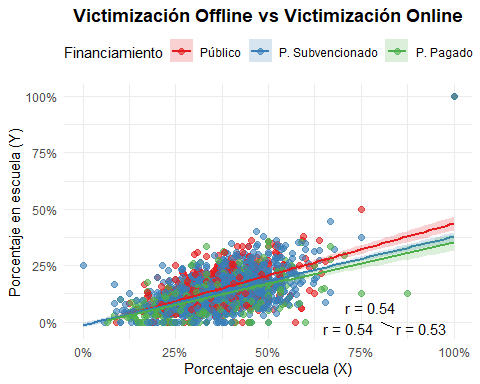 Victimización Offline vs Victimización Online
Financiamiento Público P. Subvencionado P. Pagado
Porcentaje en escuela (Y)
100%
75%
50%
25%
0%
r = 0.54
r = 0.54 r = 0.53
0% 25% 50% 75% 100%
Porcentaje en escuela (X)